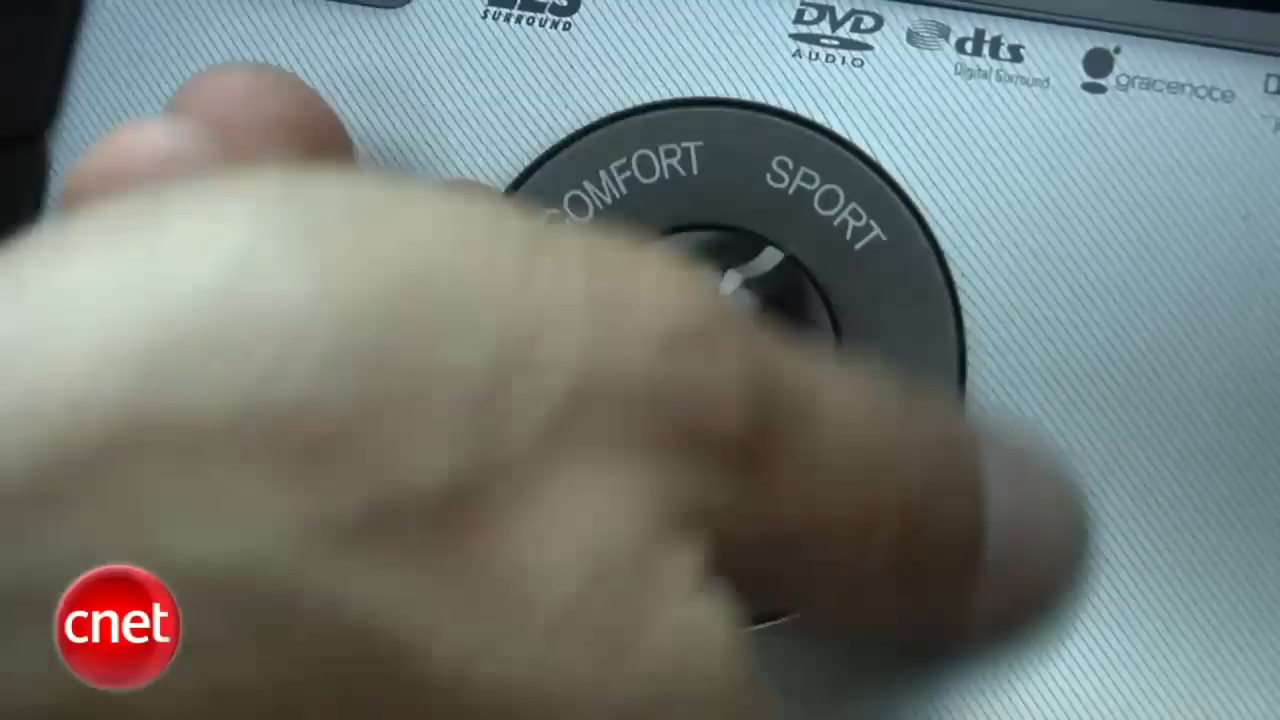 SURROUND
DVD
AUDIO
dts
Digital Surround
gracenote
COMFORT
SPORT
cnet